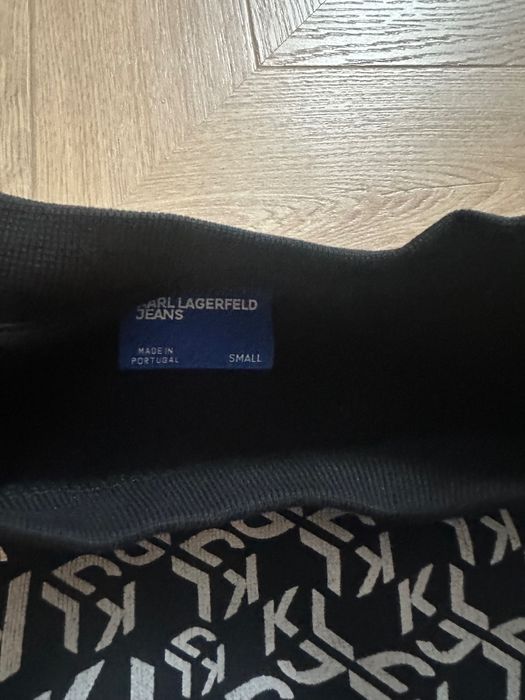 KARL LAGERFELD
JEANS
MADE IN
PORTUGAL
SMALL